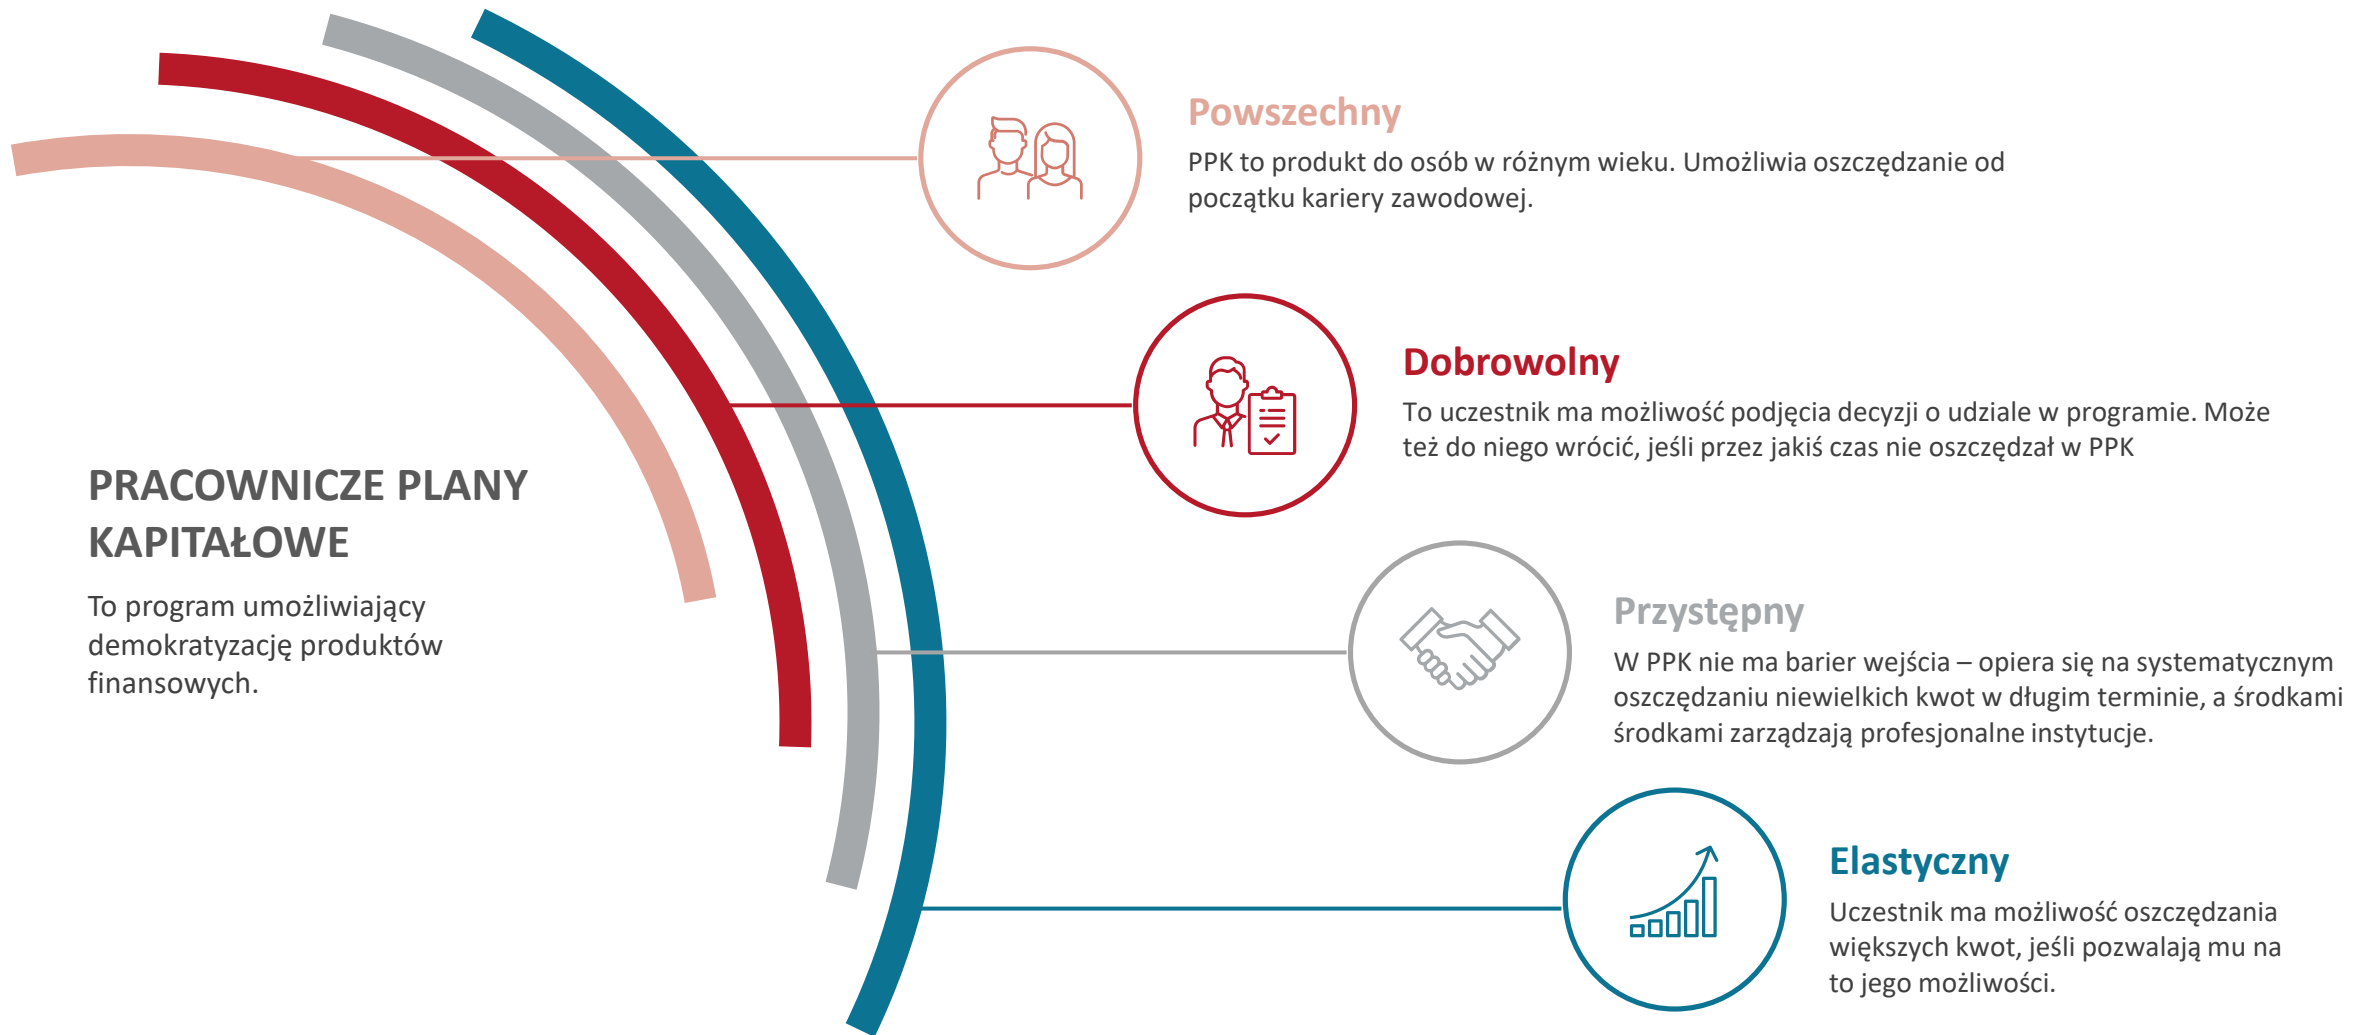 PRACOWNICZE PLANY
KAPITAŁOWE
To program umożliwiający
demokratyzację produktów
finansowych.
Powszechny
PPK to produkt do osób w różnym wieku. Umożliwia oszczędzanie od
początku kariery zawodowej.
Dobrowolny
To uczestnik ma możliwość podjęcia decyzji o udziale w programie. Może
też do niego wrócić, jeśli przez jakiś czas nie oszczędzał w PPK
Przystępny
W PPK nie ma barier wejścia – opiera się na systematycznym
oszczędzaniu niewielkich kwot w długim terminie, a środkami
środkami zarządzają profesjonalne instytucje.
Elastyczny
Uczestnik ma możliwość oszczędzania
większych kwot, jeśli pozwalają mu na
to jego możliwości.